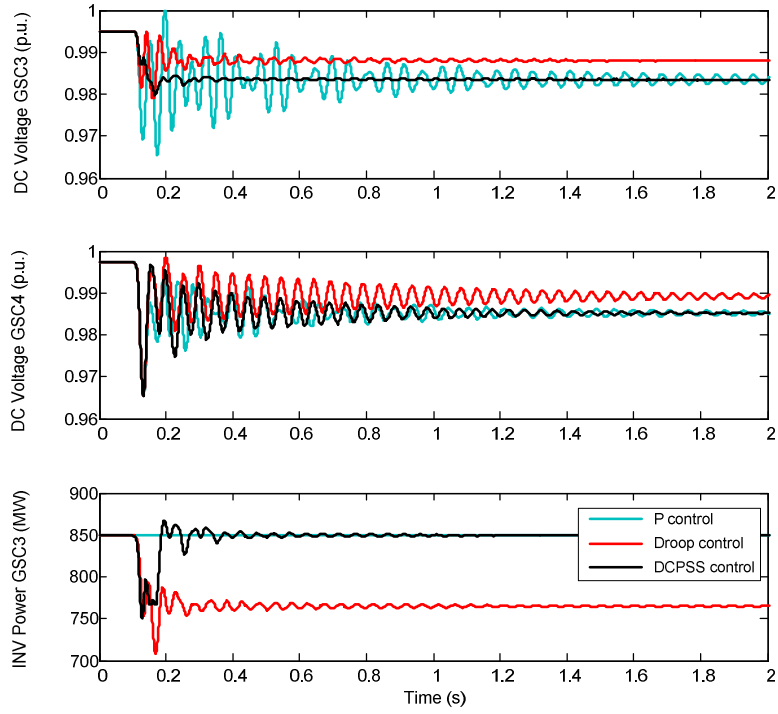 DC Voltage GSC3 (p.u.)
1
0.99
0.98
0.97
0.96
0 0.2 0.4 0.6 0.8 1 1.2 1.4 1.6 1.8 2
DC Voltage GSC4 (p.u.)
1
0.99
0.98
0.97
0.96
0 0.2 0.4 0.6 0.8 1 1.2 1.4 1.6 1.8 2
INV Power GSC3 (MW)
900
850
800
750
700
P control
Droop control
DCPSS control
0 0.2 0.4 0.6 0.8 1 1.2 1.4 1.6 1.8 2
Time (s)